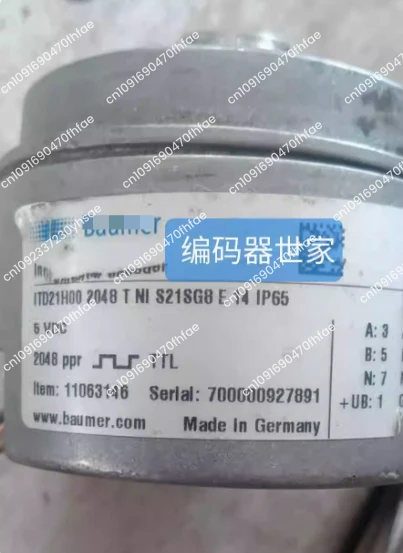 Baumer
编码器世家
ITD21H00 2048 T NI S21SG8 E 14 IP65
5 VDC
2048 ppr TTL
Item: 11063146 Serial: 700000927891
www.baumer.com Made in Germany
A: 3
B: 5
N: 7
+UB: 1
cn1091690470fhfae